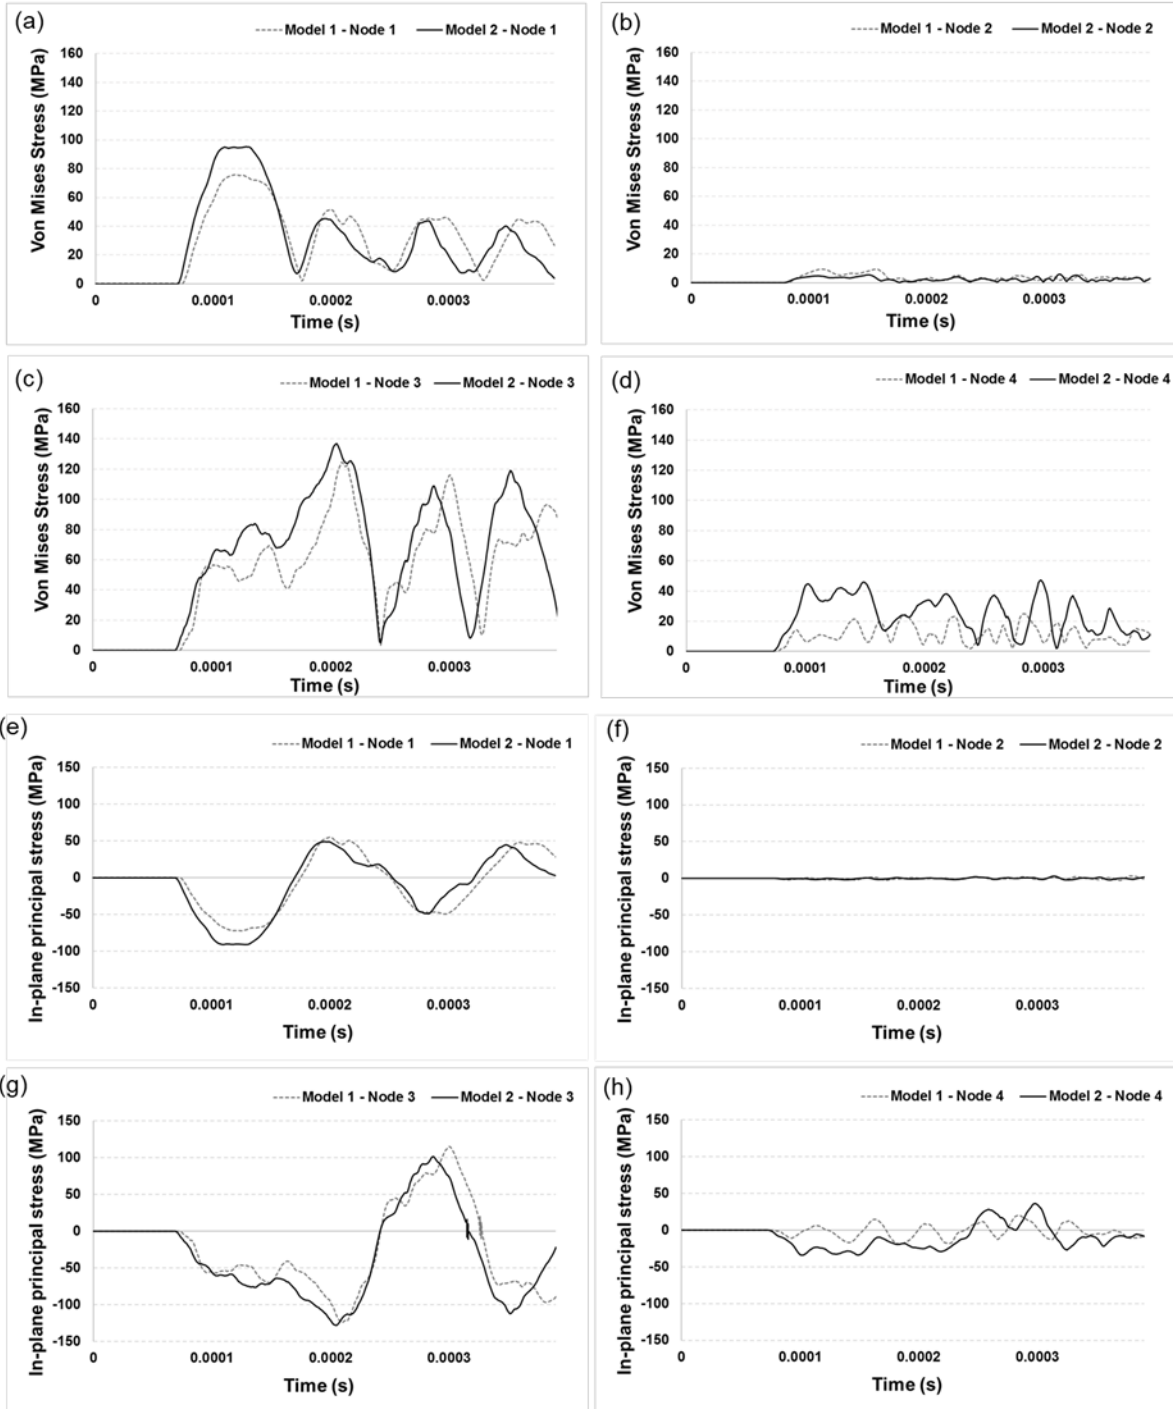 (a)
Model 1 - Node 1 Model 2 - Node 1
Von Mises Stress (MPa)
160
140
120
100
80
60
40
20
0
0 0.0001 0.0002 0.0003
Time (s)
(b)
Model 1 - Node 2 Model 2 - Node 2
Von Mises Stress (MPa)
160
140
120
100
80
60
40
20
0
0 0.0001 0.0002 0.0003
Time (s)
(c)
Model 1 - Node 3 Model 2 - Node 3
Von Mises Stress (MPa)
160
140
120
100
80
60
40
20
0
0 0.0001 0.0002 0.0003
Time (s)
(d)
Model 1 - Node 4 Model 2 - Node 4
Von Mises Stress (MPa)
160
140
120
100
80
60
40
20
0
0 0.0001 0.0002 0.0003
Time (s)
(e)
Model 1 - Node 1 Model 2 - Node 1
In-plane principal stress (MPa)
150
100
50
0
-50
-100
-150
0 0.0001 0.0002 0.0003
Time (s)
(f)
Model 1 - Node 2 Model 2 - Node 2
In-plane principal stress (MPa)
150
100
50
0
-50
-100
-150
0 0.0001 0.0002 0.0003
Time (s)
(g)
Model 1 - Node 3 Model 2 - Node 3
In-plane principal stress (MPa)
150
100
50
0
-50
-100
-150
0 0.0001 0.0002 0.0003
Time (s)
(h)
Model 1 - Node 4 Model 2 - Node 4
In-plane principal stress (MPa)
150
100
50
0
-50
-100
-150
0 0.0001 0.0002 0.0003
Time (s)